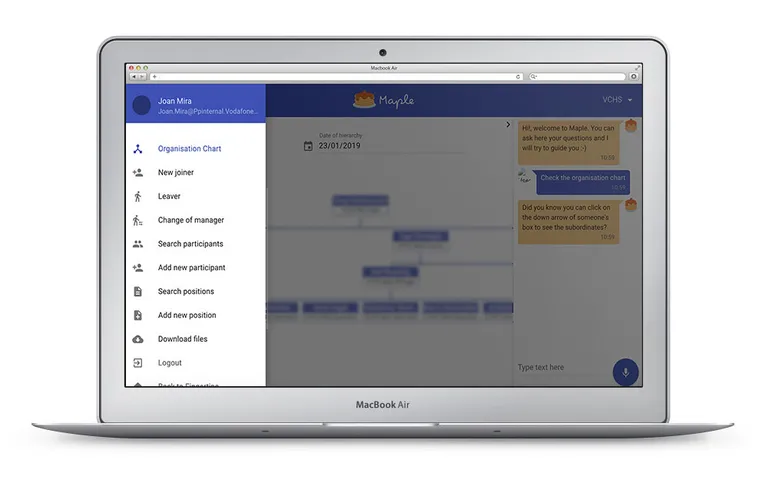 Macbook Air
Joan Mira
Joan.Mira@Ppinternal.Vodafone...
Organisation Chart
New joiner
Leaver
Change of manager
Search participants
Add new participant
Search positions
Add new position
Download files
Logout
Maple
VCHS
Date of hierarchy
23/01/2019
Hi!, welcome to Maple. You can
ask here your questions and I
will try to guide you ;-)
10:59
Check the organisation chart
10:59
Did you know you can click on
the down arrow of someone's
box to see the subordinates?
10:59
Type text here
MacBook Air